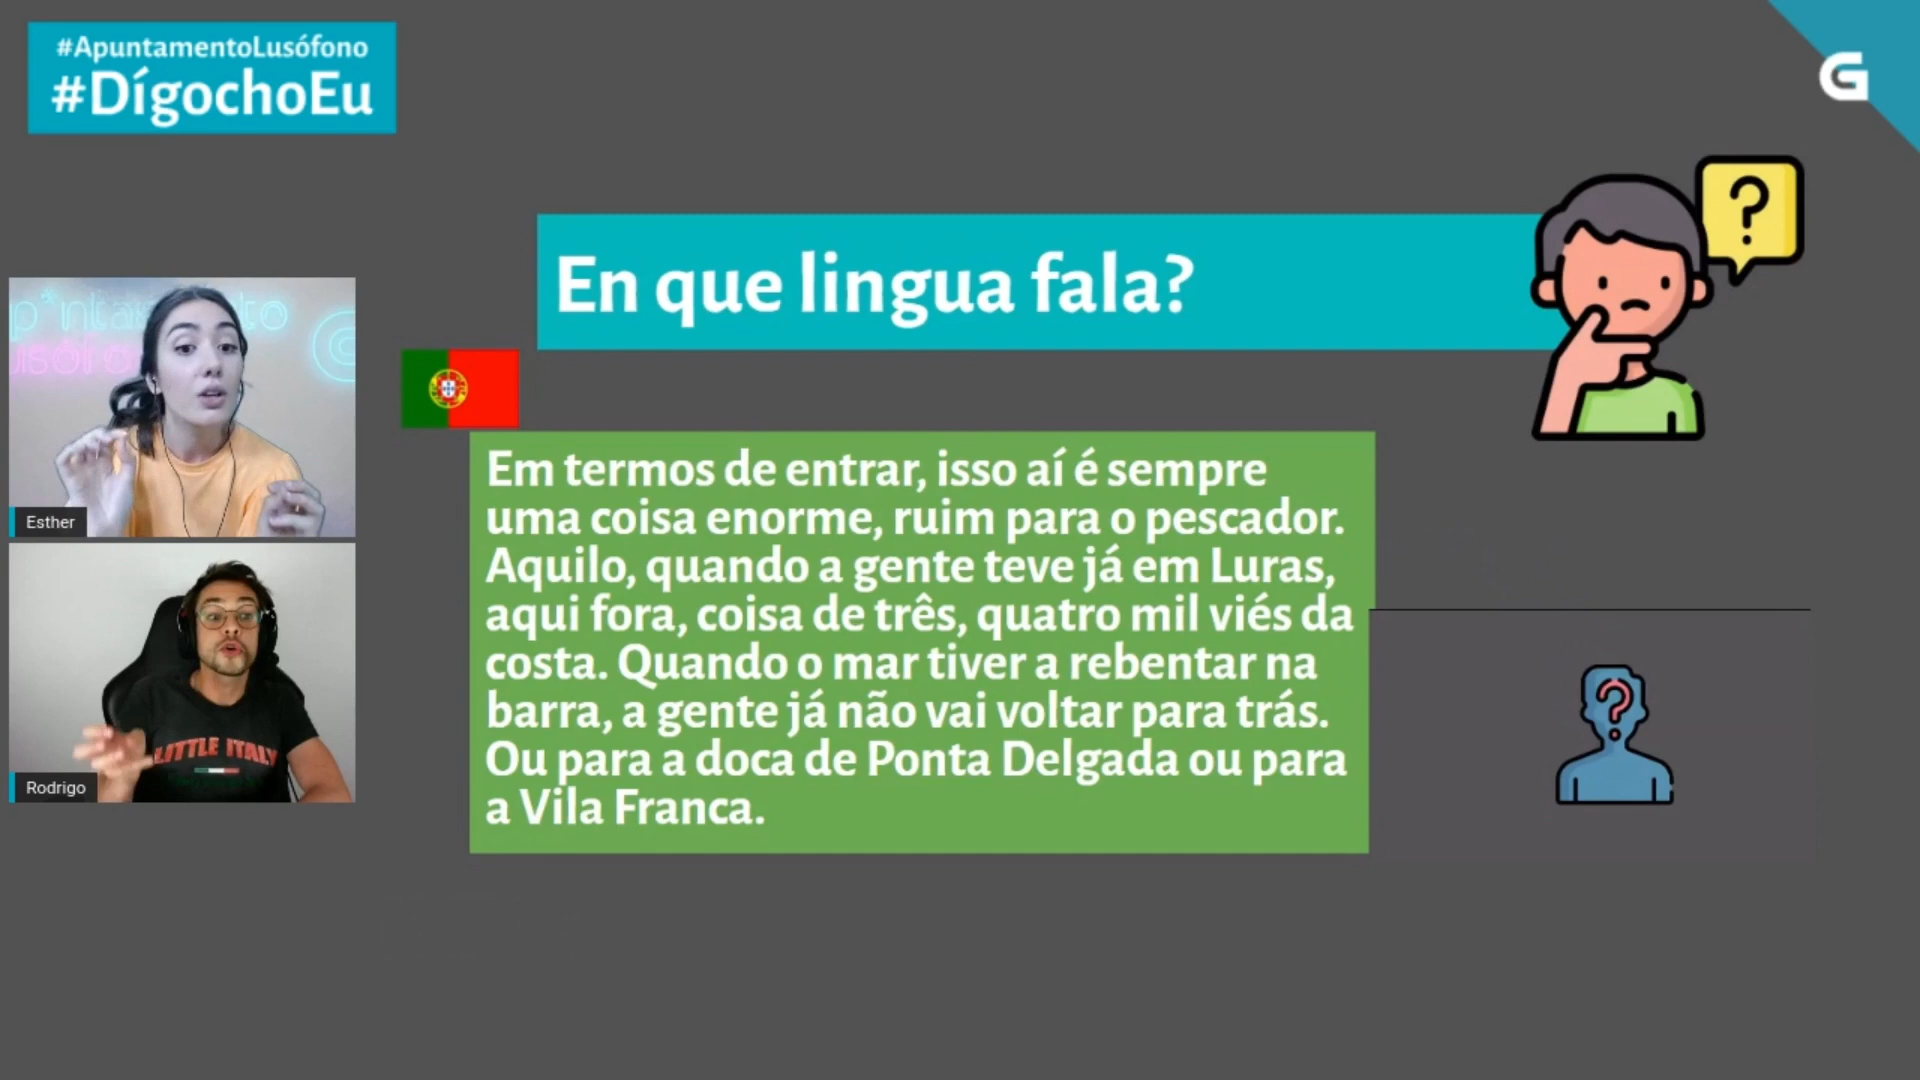 #ApuntamentoLusófono
#DígochoEu
G
En que lingua fala?
Em termos de entrar, isso aí é sempre
uma coisa enorme, ruim para o pescador.
Aquilo, quando a gente teve já em Luras,
aqui fora, coisa de três, quatro mil viés da
costa. Quando o mar tiver a rebentar na
barra, a gente já não vai voltar para trás.
Ou para a doca de Ponta Delgada ou para
a Vila Franca.
Esther
LITTLE ITALY
Rodrigo